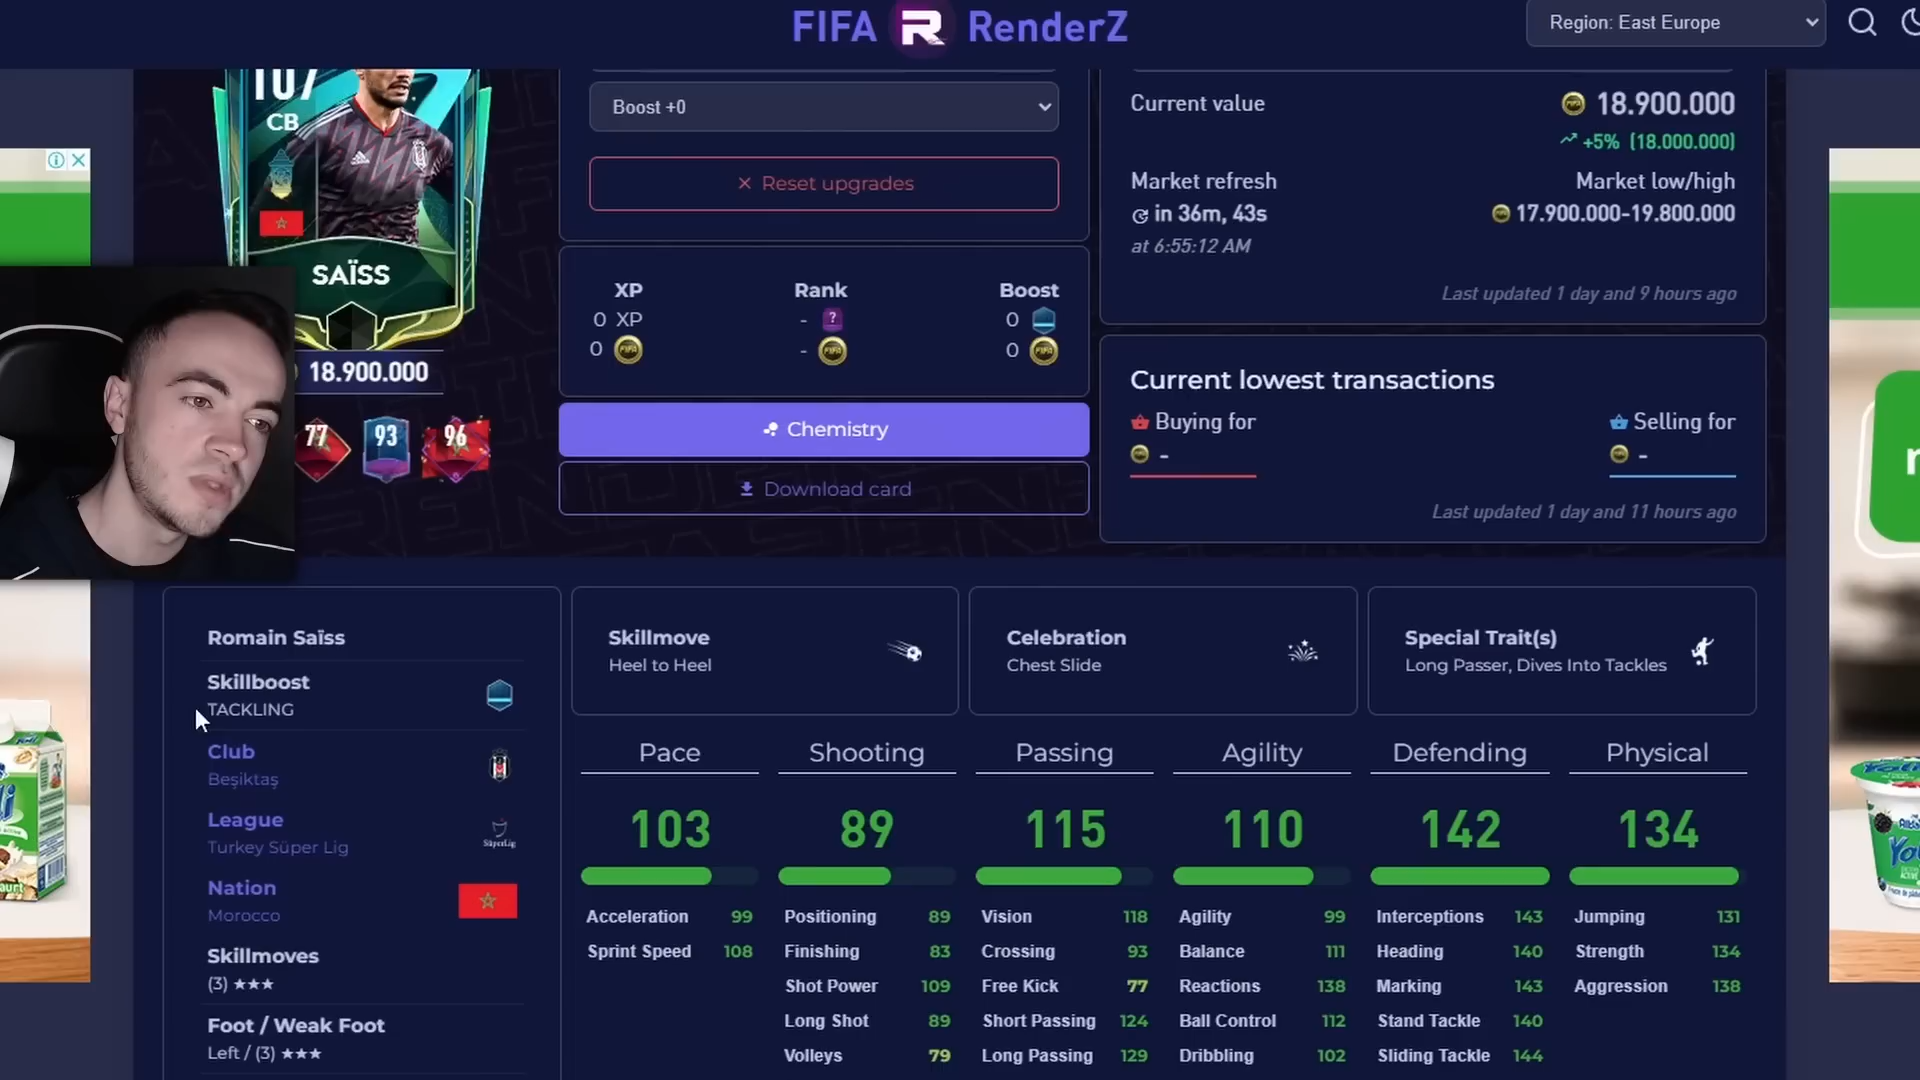 FIFA R RenderZ
Region: East Europe
107
CB
SAÏSS
18.900.000
77
93
96
Boost +0
Reset upgrades
XP
Rank
Boost
0 XP
- ?
0
0
-
0
Chemistry
Download card
Current value
18.900.000
+5% (18.000.000)
Market refresh
Market low/high
in 36m, 43s
17.900.000-19.800.000
at 6:55:12 AM
Last updated 1 day and 9 hours ago
Current lowest transactions
Buying for
Selling for
-
-
Last updated 1 day and 11 hours ago
Romain Saïss
Skillboost
TACKLING
Club
Beşiktaş
League
Turkey Süper Lig
SüperLig
Nation
Morocco
Skillmoves
(3) ★★★
Foot / Weak Foot
Left / (3) ★★★
Skillmove
Heel to Heel
Celebration
Chest Slide
Special Trait(s)
Long Passer, Dives Into Tackles
Pace
103
Acceleration 99
Sprint Speed 108
Shooting
89
Positioning 89
Finishing 83
Shot Power 109
Long Shot 89
Volleys 79
Passing
115
Vision 118
Crossing 93
Free Kick 77
Short Passing 124
Long Passing 129
Agility
110
Agility 99
Balance 111
Reactions 138
Ball Control 112
Dribbling 102
Defending
142
Interceptions 143
Heading 140
Marking 143
Stand Tackle 140
Sliding Tackle 144
Physical
134
Jumping 131
Strength 134
Aggression 138